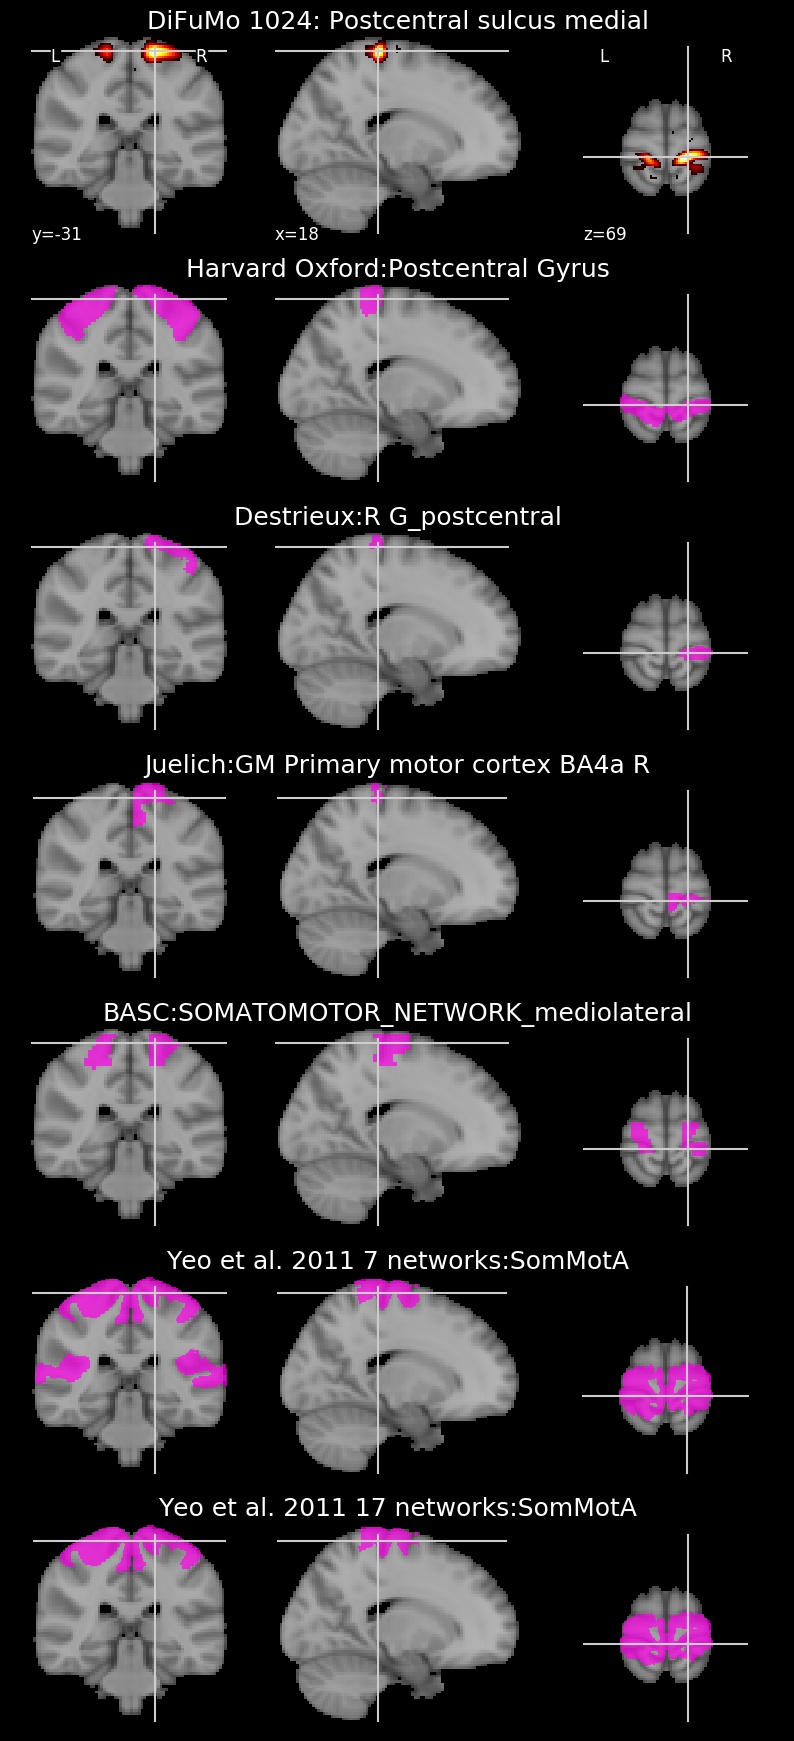 DiFuMo 1024: Postcentral sulcus medial
L R L R
y=-31 x=18 z=69
Harvard Oxford:Postcentral Gyrus
Destrieux:R G_postcentral
Juelich:GM Primary motor cortex BA4a R
BASC:SOMATOMOTOR_NETWORK_mediolateral
Yeo et al. 2011 7 networks:SomMotA
Yeo et al. 2011 17 networks:SomMotA